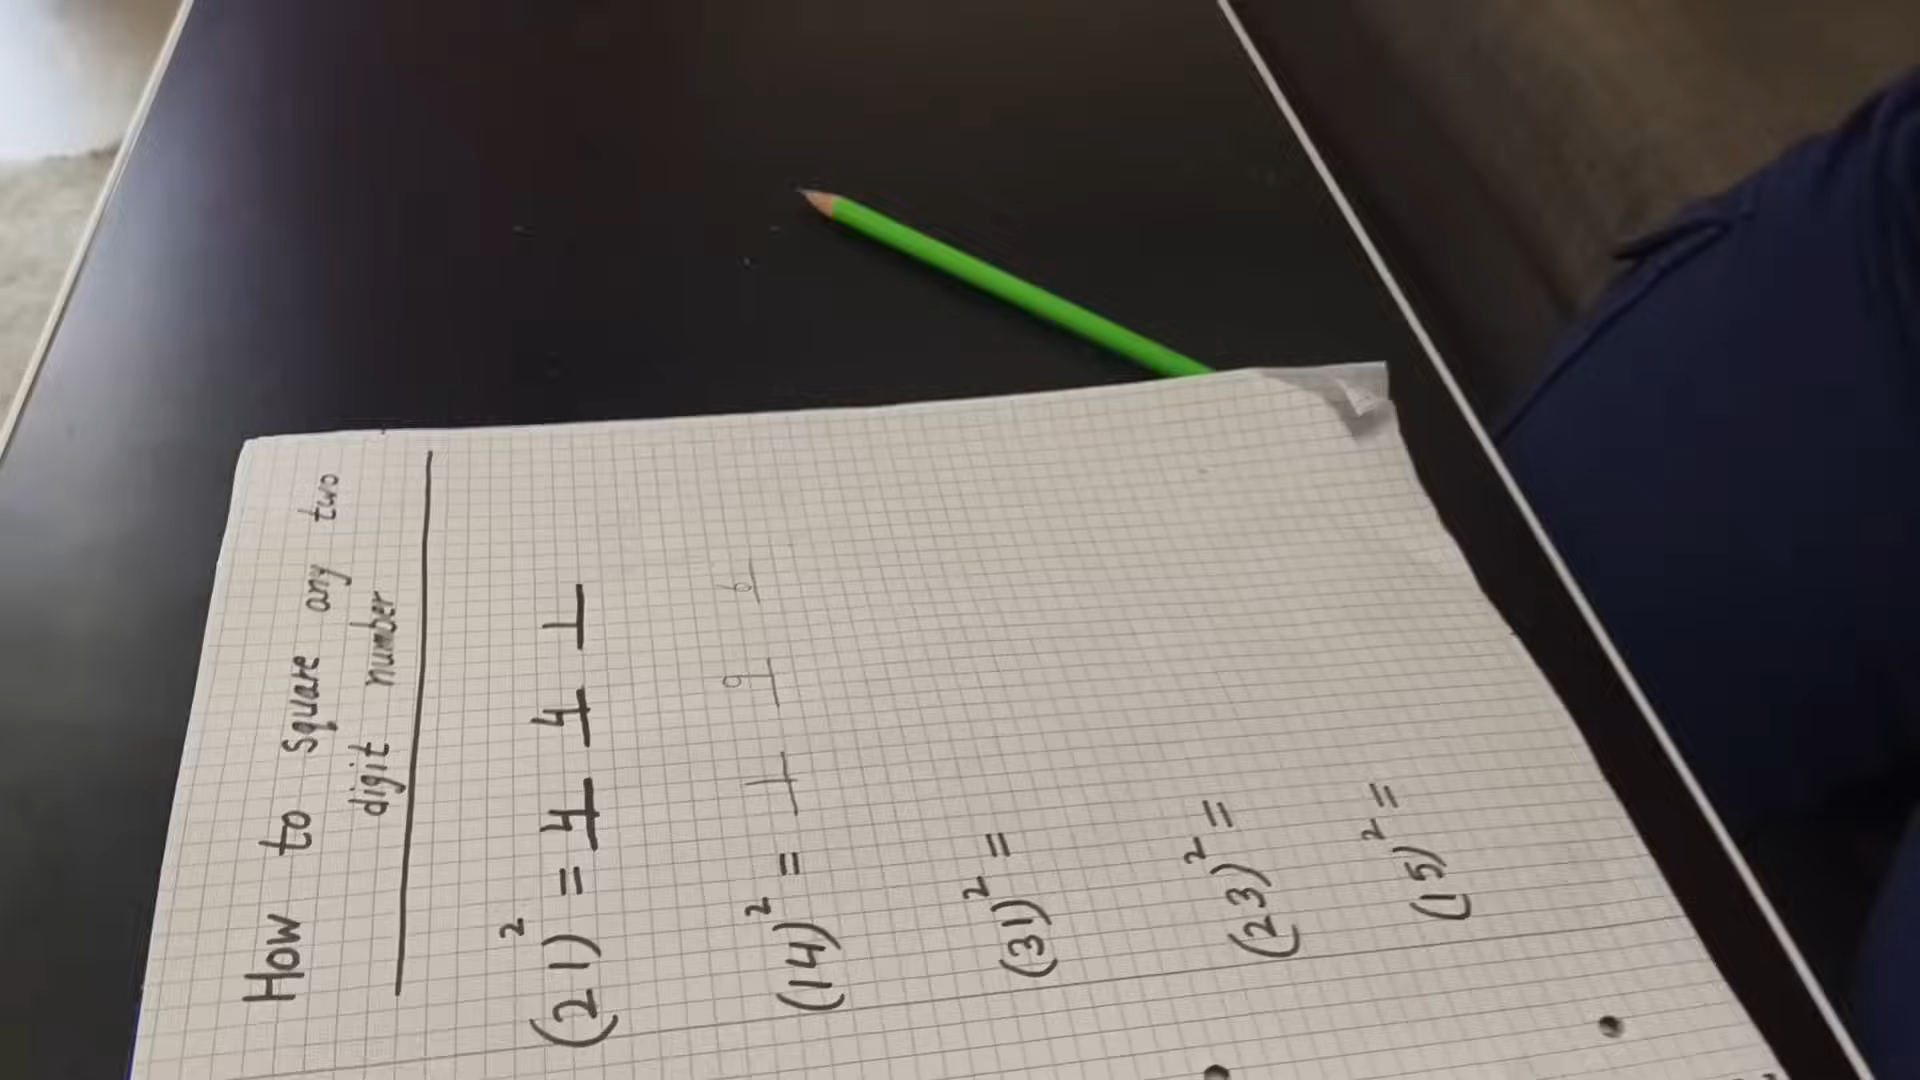 How to square any two
digit number
(21)² = 4 4 1
(14)² = 1 9 6
(31)² =
(23)² =
(15)² =